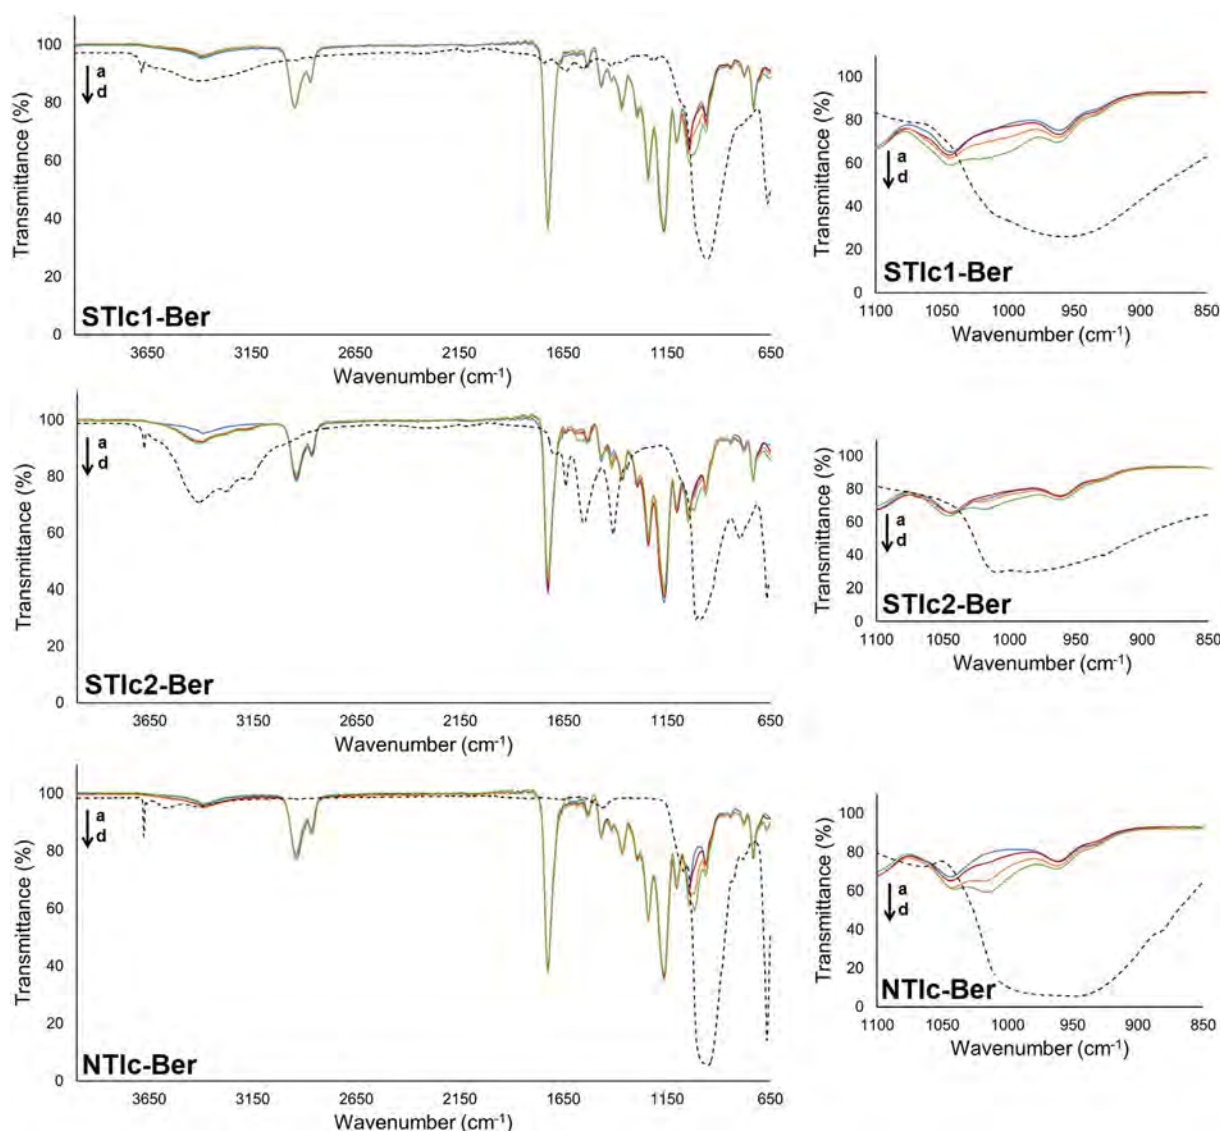 Transmittance (%)
100
80
60
40
20
0
a
d
STIc1-Ber
3650 3150 2650 2150 1650 1150 650
Wavenumber (cm⁻¹)
Transmittance (%)
100
80
60
40
20
0
a
d
STIc1-Ber
1100 1050 1000 950 900 850
Wavenumber (cm⁻¹)
Transmittance (%)
100
80
60
40
20
0
a
d
STIc2-Ber
3650 3150 2650 2150 1650 1150 650
Wavenumber (cm⁻¹)
Transmittance (%)
100
80
60
40
20
0
a
d
STIc2-Ber
1100 1050 1000 950 900 850
Wavenumber (cm⁻¹)
Transmittance (%)
100
80
60
40
20
0
a
d
NTIc-Ber
3650 3150 2650 2150 1650 1150 650
Wavenumber (cm⁻¹)
Transmittance (%)
100
80
60
40
20
0
a
d
NTIc-Ber
1100 1050 1000 950 900 850
Wavenumber (cm⁻¹)